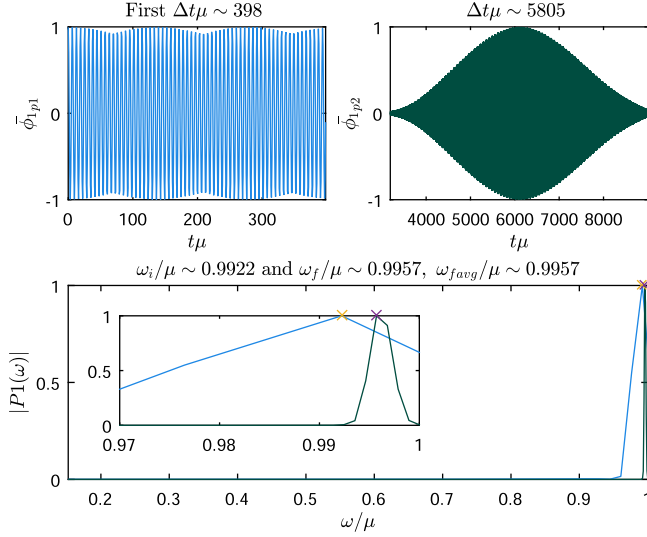 First Δtμ ∼ 398
Δtμ ∼ 5805
1
0
-1
ϕ̄₁ₚ₁
0 100 200 300
tμ
1
0
-1
ϕ̄₁ₚ₂
4000 5000 6000 7000 8000
tμ
ω_i/μ ∼ 0.9922 and ω_f/μ ∼ 0.9957, ω_favg/μ ∼ 0.9957
1
0.5
0
|P1(ω)|
1
0.5
0
0.97 0.98 0.99 1
0.2 0.3 0.4 0.5 0.6 0.7 0.8 0.9 1
ω/μ